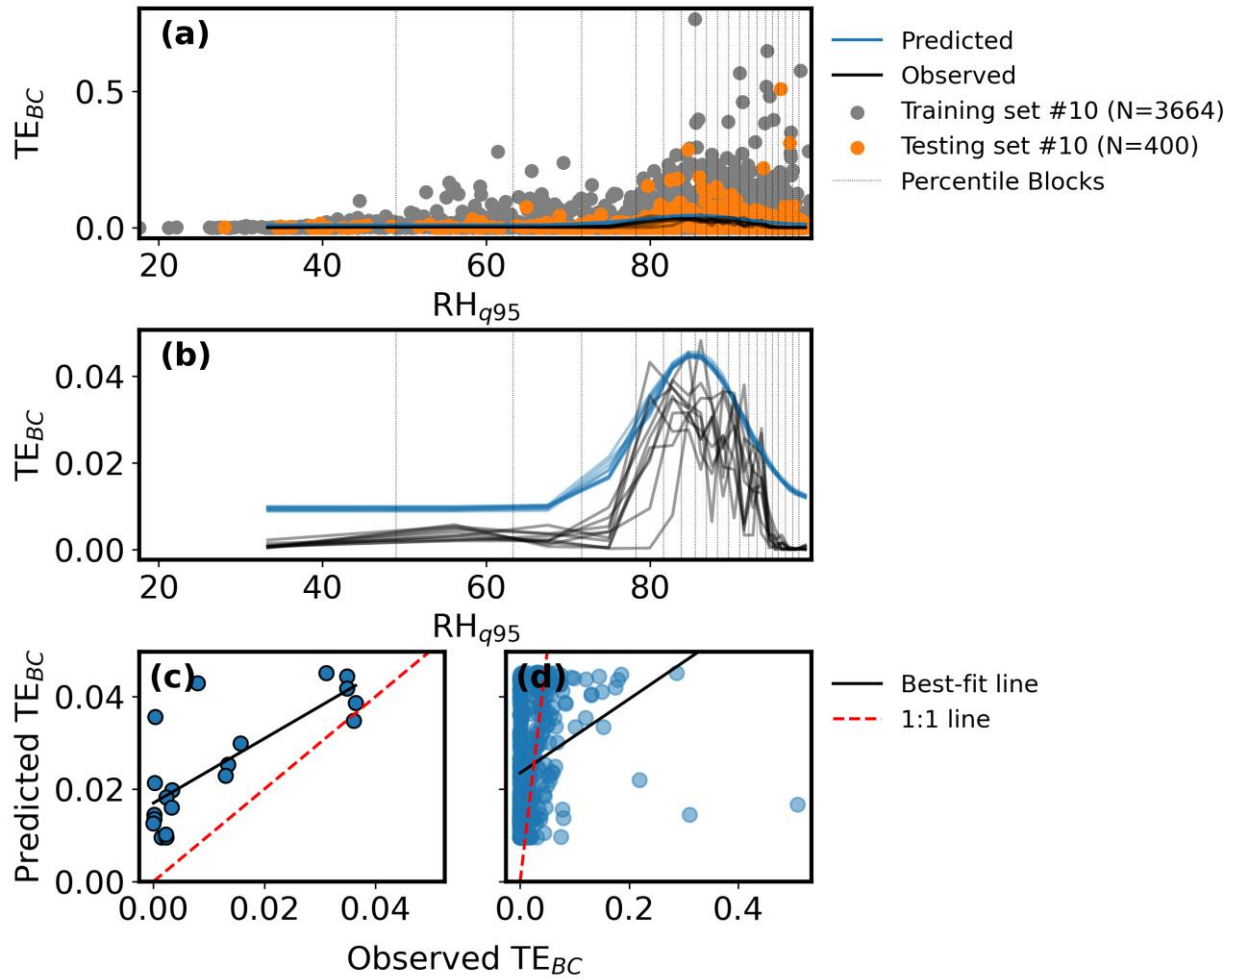 (a)
TE_BC
0.5
0.0
20 40 60 80
RH_q95
Predicted
Observed
Training set #10 (N=3664)
Testing set #10 (N=400)
Percentile Blocks
(b)
TE_BC
0.04
0.02
0.00
20 40 60 80
RH_q95
(c)
Predicted TE_BC
0.04
0.02
0.00
0.00 0.02 0.04
(d)
0.0 0.2 0.4
Observed TE_BC
Best-fit line
1:1 line